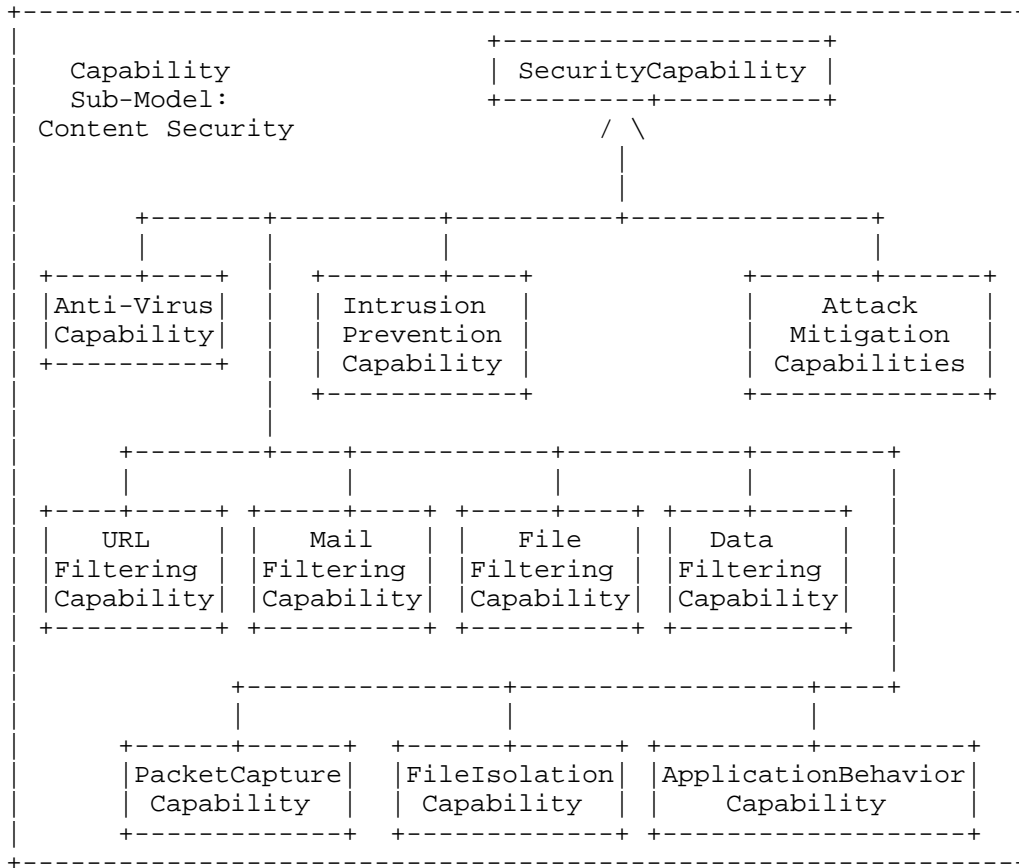 SecurityCapability
Capability
Sub-Model:
Content Security
Anti-Virus
Capability
Intrusion
Prevention
Capability
Attack
Mitigation
Capabilities
URL
Filtering
Capability
Mail
Filtering
Capability
File
Filtering
Capability
Data
Filtering
Capability
PacketCapture
Capability
FileIsolation
Capability
ApplicationBehavior
Capability